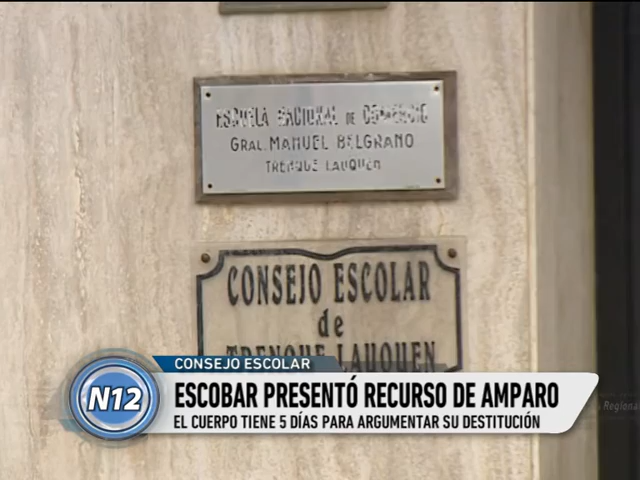 ESCUELA NACIONAL DE COMERCIO
GRAL. MANUEL BELGRANO
TRENQUE LAUQUEN
CONSEJO ESCOLAR
de
TRENQUE LAUQUEN
CONSEJO ESCOLAR
N12
ESCOBAR PRESENTÓ RECURSO DE AMPARO
EL CUERPO TIENE 5 DÍAS PARA ARGUMENTAR SU DESTITUCIÓN
Regional